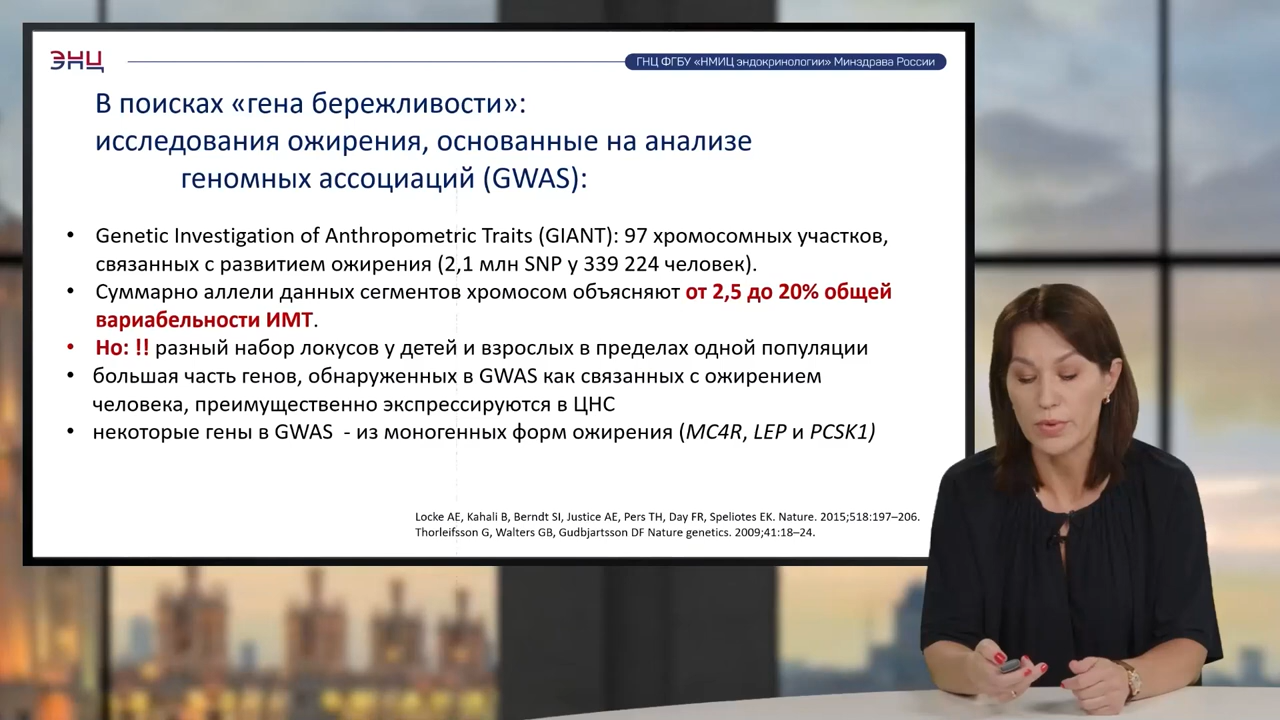 ЭНЦ
ГНЦ ФГБУ «НМИЦ эндокринологии» Минздрава России
В поисках «гена бережливости»:
исследования ожирения, основанные на анализе
геномных ассоциаций (GWAS):
• Genetic Investigation of Anthropometric Traits (GIANT): 97 хромосомных участков,
связанных с развитием ожирения (2,1 млн SNP у 339 224 человек).
• Суммарно аллели данных сегментов хромосом объясняют от 2,5 до 20% общей
вариабельности ИМТ.
• Но: !! разный набор локусов у детей и взрослых в пределах одной популяции
• большая часть генов, обнаруженных в GWAS как связанных с ожирением
человека, преимущественно экспрессируются в ЦНС
• некоторые гены в GWAS - из моногенных форм ожирения (MC4R, LEP и PCSK1)
Locke AE, Kahali B, Berndt SI, Justice AE, Pers TH, Day FR, Speliotes EK. Nature. 2015;518:197–206.
Thorleifsson G, Walters GB, Gudbjartsson DF Nature genetics. 2009;41:18–24.